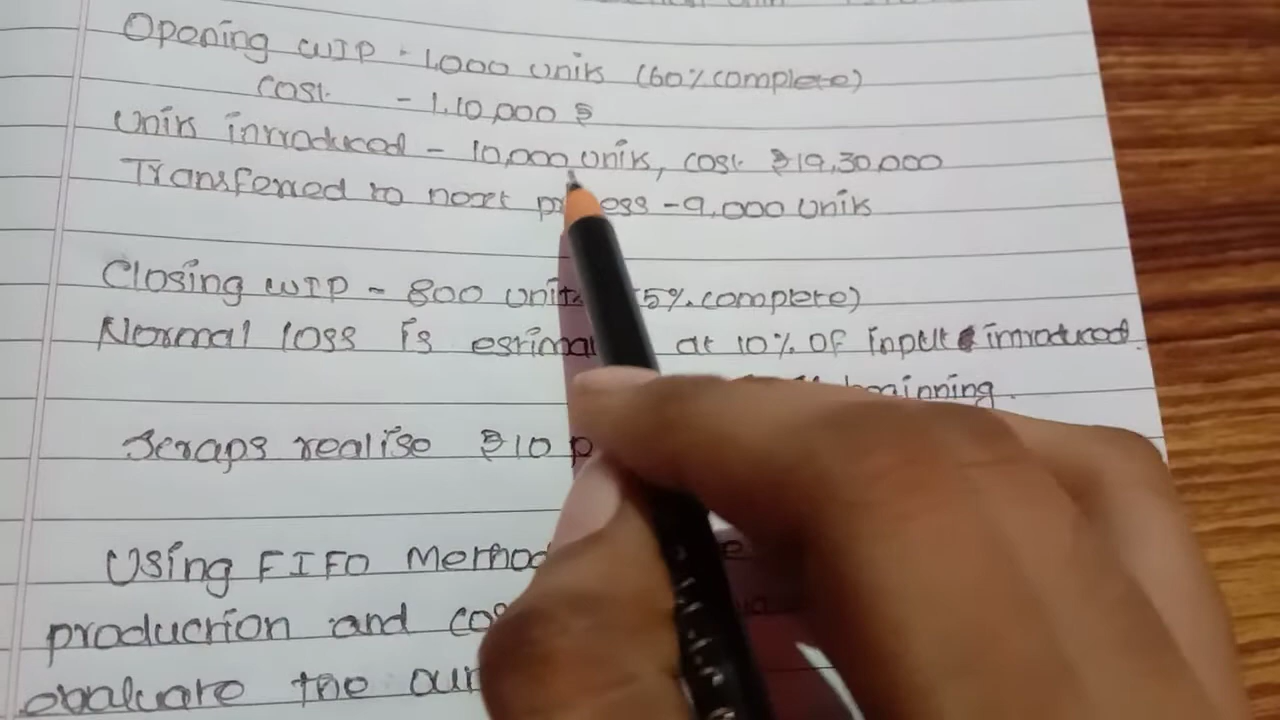 Opening WIP - 1,000 Units (60% complete)
Cost - 1,10,000 ₹
Units introduced - 10,000 Units, cost ₹19,30,000
Transferred to next process - 9,000 Units
Closing WIP - 800 Units 5% complete)
Normal loss is at 10% OF input introduced.
beginning.
Scraps realise ₹10
Using FIFO Method
production and
evaluate the